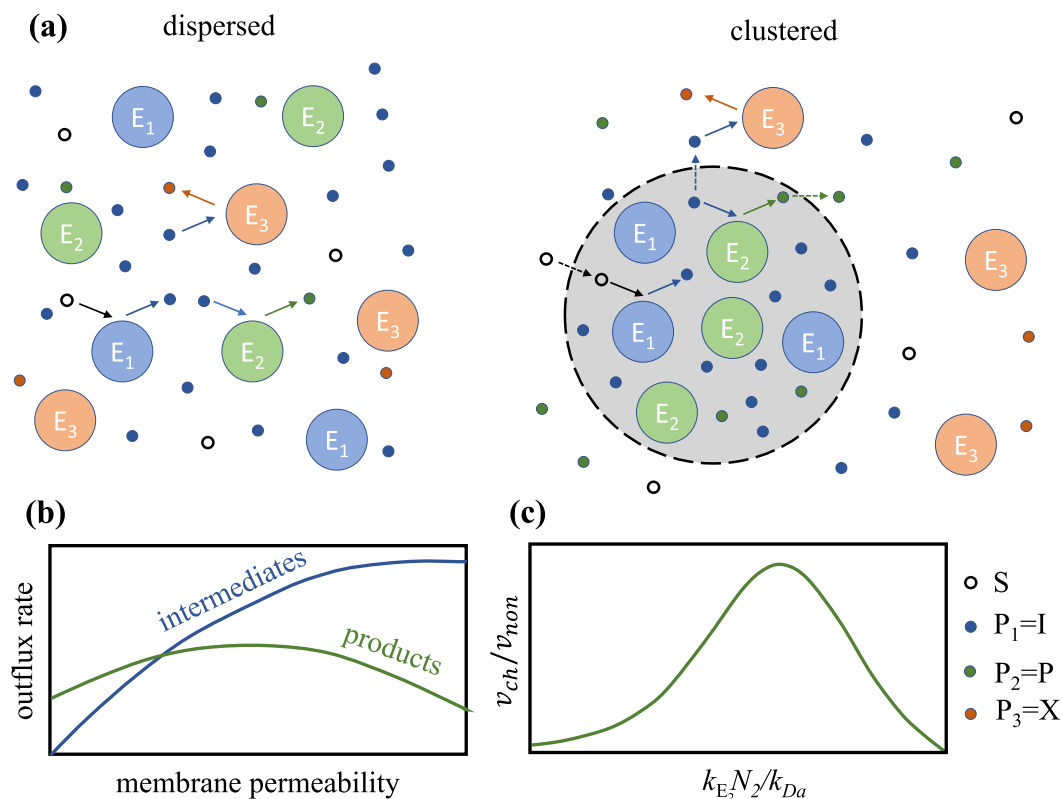 (a)
dispersed
clustered
E₁
E₂
E₃
E₂
E₃
E₁
E₂
E₃
E₃
E₁
E₃
E₁
E₂
E₃
E₁
E₂
E₁
E₂
E₃
(b)
(c)
outflux rate
intermediates
products
membrane permeability
v_ch/v_non
k_E₂N₂/k_Da
S
P₁=I
P₂=P
P₃=X